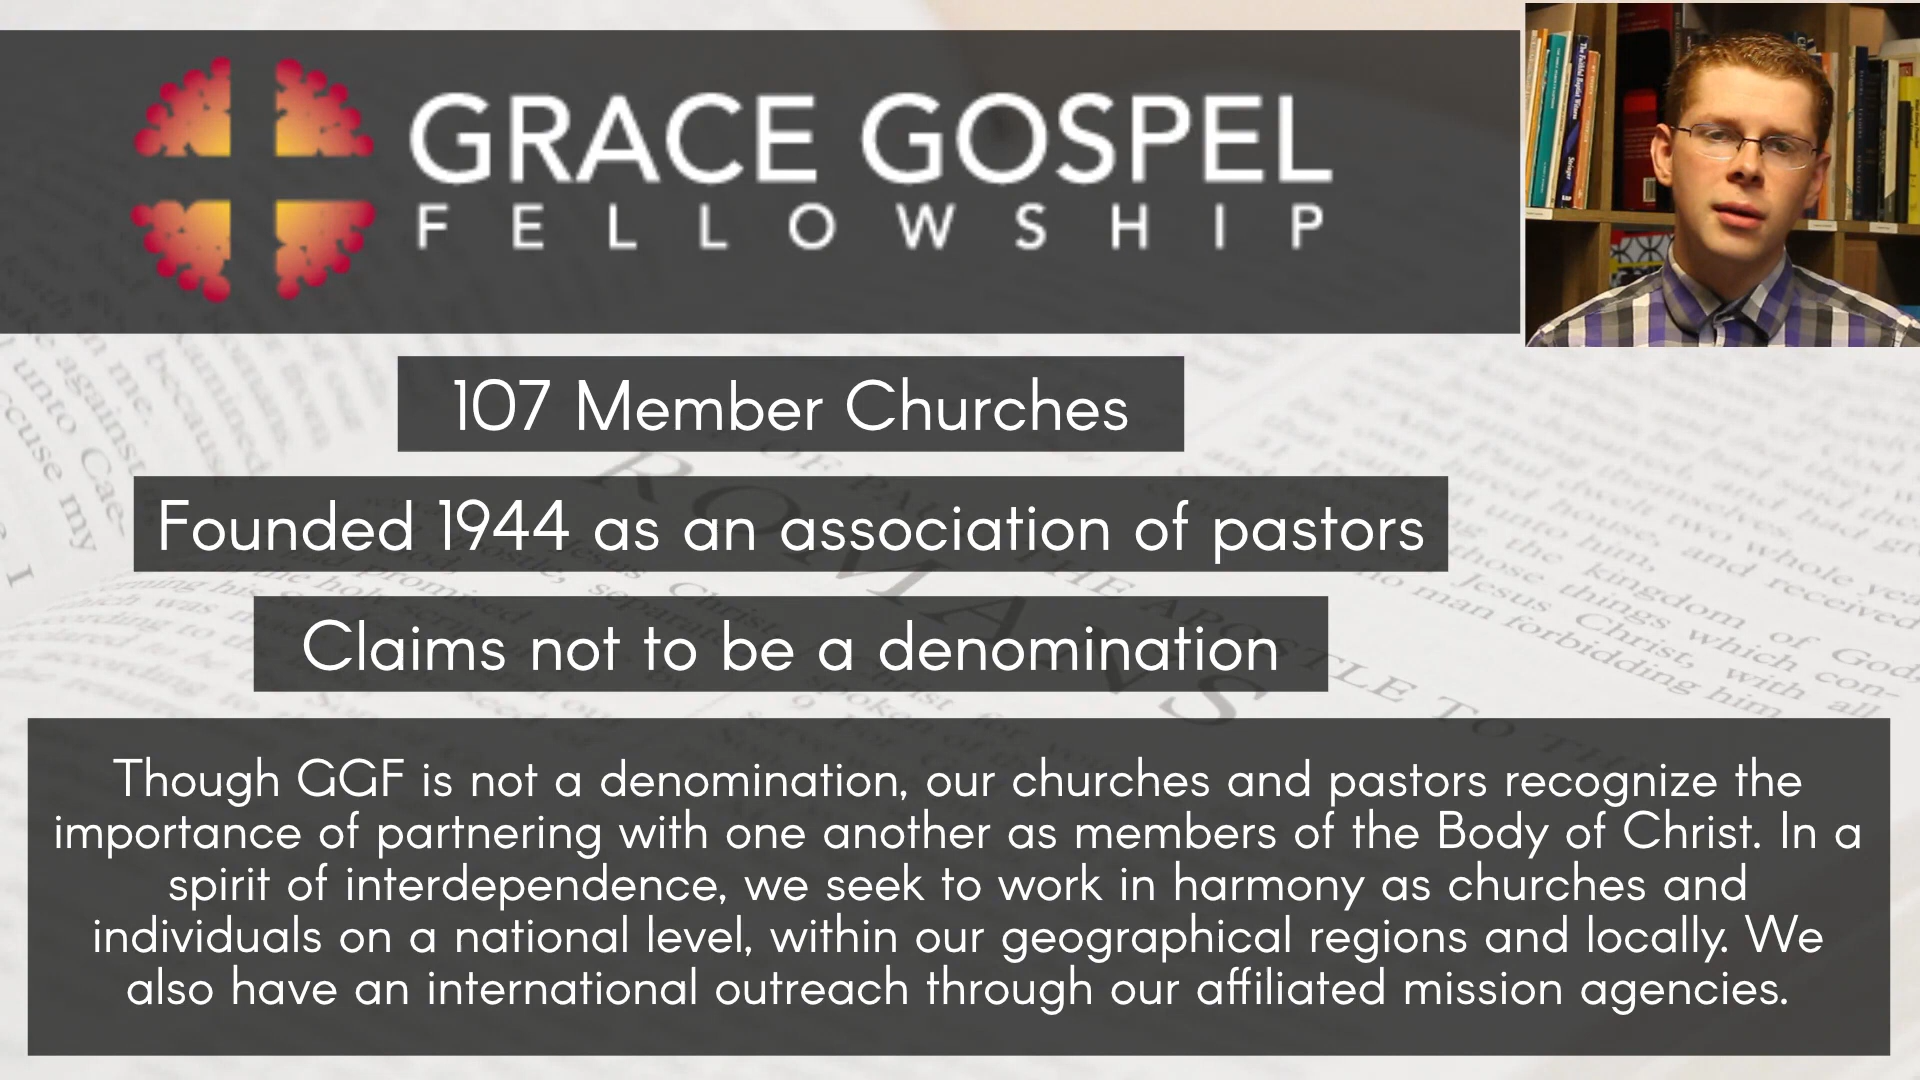 GRACE GOSPEL
FELLOWSHIP
107 Member Churches
Founded 1944 as an association of pastors
Claims not to be a denomination
Though GGF is not a denomination, our churches and pastors recognize the
importance of partnering with one another as members of the Body of Christ. In a
spirit of interdependence, we seek to work in harmony as churches and
individuals on a national level, within our geographical regions and locally. We
also have an international outreach through our affiliated mission agencies.
ROMANS